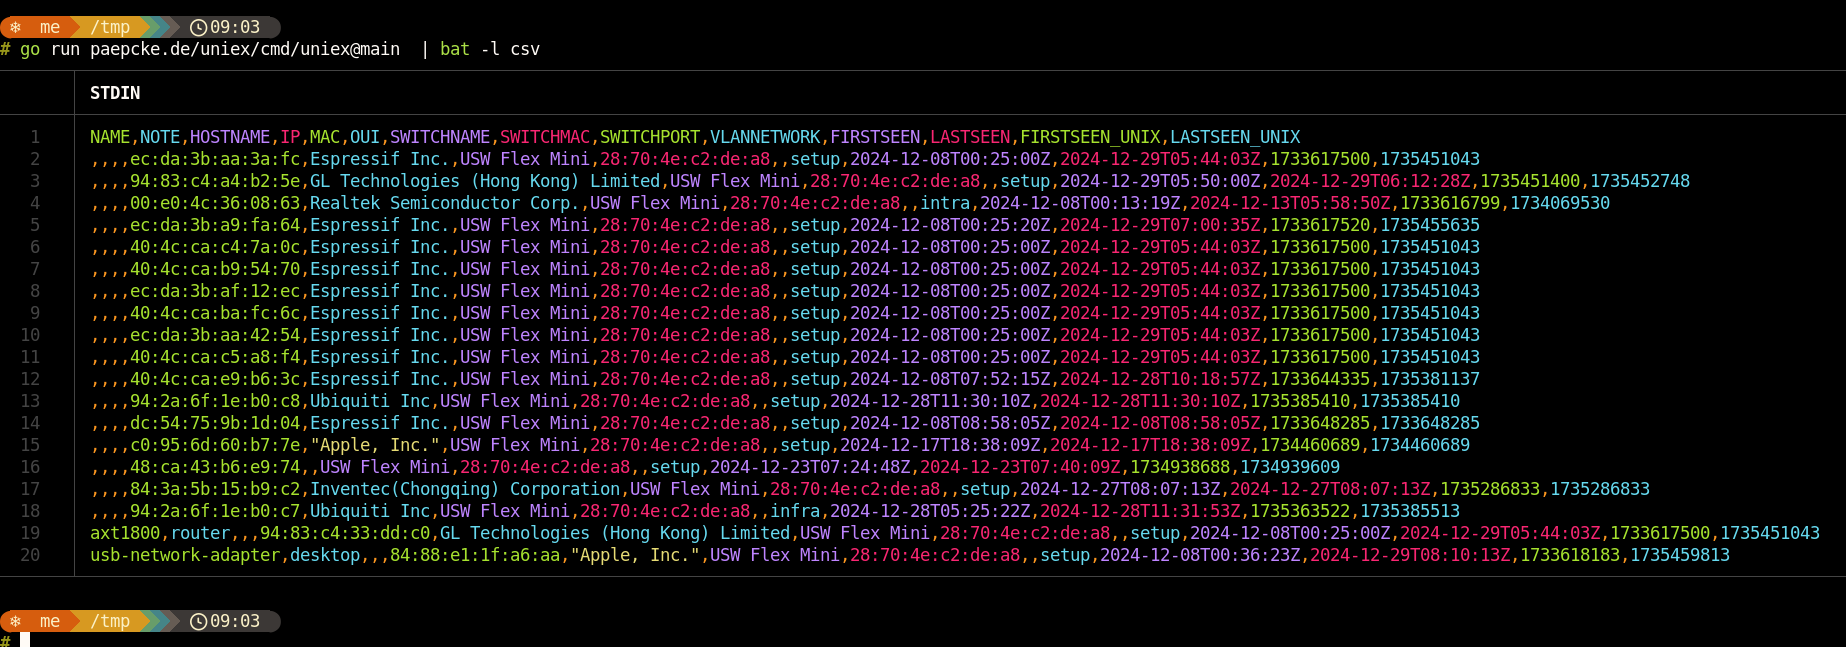 me /tmp 09:03
# go run paepcke.de/uniex/cmd/uniex@main | bat -l csv
STDIN
1 NAME,NOTE,HOSTNAME,IP,MAC,OUI,SWITCHNAME,SWITCHMAC,SWITCHPORT,VLANNETWORK,FIRSTSEEN,LASTSEEN,FIRSTSEEN_UNIX,LASTSEEN_UNIX
2 ,,,,ec:da:3b:aa:3a:fc,Espressif Inc.,USW Flex Mini,28:70:4e:c2:de:a8,,setup,2024-12-08T00:25:00Z,2024-12-29T05:44:03Z,1733617500,1735451043
3 ,,,,94:83:c4:a4:b2:5e,GL Technologies (Hong Kong) Limited,USW Flex Mini,28:70:4e:c2:de:a8,,setup,2024-12-29T05:50:00Z,2024-12-29T06:12:28Z,1735451400,1735452748
4 ,,,,00:e0:4c:36:08:63,Realtek Semiconductor Corp.,USW Flex Mini,28:70:4e:c2:de:a8,,intra,2024-12-08T00:13:19Z,2024-12-13T05:58:50Z,1733616799,1734069530
5 ,,,,ec:da:3b:a9:fa:64,Espressif Inc.,USW Flex Mini,28:70:4e:c2:de:a8,,setup,2024-12-08T00:25:20Z,2024-12-29T07:00:35Z,1733617520,1735455635
6 ,,,,40:4c:ca:c4:7a:0c,Espressif Inc.,USW Flex Mini,28:70:4e:c2:de:a8,,setup,2024-12-08T00:25:00Z,2024-12-29T05:44:03Z,1733617500,1735451043
7 ,,,,40:4c:ca:b9:54:70,Espressif Inc.,USW Flex Mini,28:70:4e:c2:de:a8,,setup,2024-12-08T00:25:00Z,2024-12-29T05:44:03Z,1733617500,1735451043
8 ,,,,ec:da:3b:af:12:ec,Espressif Inc.,USW Flex Mini,28:70:4e:c2:de:a8,,setup,2024-12-08T00:25:00Z,2024-12-29T05:44:03Z,1733617500,1735451043
9 ,,,,40:4c:ca:ba:fc:6c,Espressif Inc.,USW Flex Mini,28:70:4e:c2:de:a8,,setup,2024-12-08T00:25:00Z,2024-12-29T05:44:03Z,1733617500,1735451043
10 ,,,,ec:da:3b:aa:42:54,Espressif Inc.,USW Flex Mini,28:70:4e:c2:de:a8,,setup,2024-12-08T00:25:00Z,2024-12-29T05:44:03Z,1733617500,1735451043
11 ,,,,40:4c:ca:c5:a8:f4,Espressif Inc.,USW Flex Mini,28:70:4e:c2:de:a8,,setup,2024-12-08T00:25:00Z,2024-12-29T05:44:03Z,1733617500,1735451043
12 ,,,,40:4c:ca:e9:b6:3c,Espressif Inc.,USW Flex Mini,28:70:4e:c2:de:a8,,setup,2024-12-08T07:52:15Z,2024-12-28T10:18:57Z,1733644335,1735381137
13 ,,,,94:2a:6f:1e:b0:c8,Ubiquiti Inc,USW Flex Mini,28:70:4e:c2:de:a8,,setup,2024-12-28T11:30:10Z,2024-12-28T11:30:10Z,1735385410,1735385410
14 ,,,,dc:54:75:9b:1d:04,Espressif Inc.,USW Flex Mini,28:70:4e:c2:de:a8,,setup,2024-12-08T08:58:05Z,2024-12-08T08:58:05Z,1733648285,1733648285
15 ,,,,c0:95:6d:60:b7:7e,"Apple, Inc.",USW Flex Mini,28:70:4e:c2:de:a8,,setup,2024-12-17T18:38:09Z,2024-12-17T18:38:09Z,1734460689,1734460689
16 ,,,,48:ca:43:b6:e9:74,,USW Flex Mini,28:70:4e:c2:de:a8,,setup,2024-12-23T07:24:48Z,2024-12-23T07:40:09Z,1734938688,1734939609
17 ,,,,84:3a:5b:15:b9:c2,Inventec(Chongqing) Corporation,USW Flex Mini,28:70:4e:c2:de:a8,,setup,2024-12-27T08:07:13Z,2024-12-27T08:07:13Z,1735286833,1735286833
18 ,,,,94:2a:6f:1e:b0:c7,Ubiquiti Inc,USW Flex Mini,28:70:4e:c2:de:a8,,infra,2024-12-28T05:25:22Z,2024-12-28T11:31:53Z,1735363522,1735385513
19 axt1800,router,,,94:83:c4:33:dd:c0,GL Technologies (Hong Kong) Limited,USW Flex Mini,28:70:4e:c2:de:a8,,setup,2024-12-08T00:25:00Z,2024-12-29T05:44:03Z,1733617500,1735451043
20 usb-network-adapter,desktop,,,84:88:e1:1f:a6:aa,"Apple, Inc.",USW Flex Mini,28:70:4e:c2:de:a8,,setup,2024-12-08T00:36:23Z,2024-12-29T08:10:13Z,1733618183,1735459813
me /tmp 09:03
#